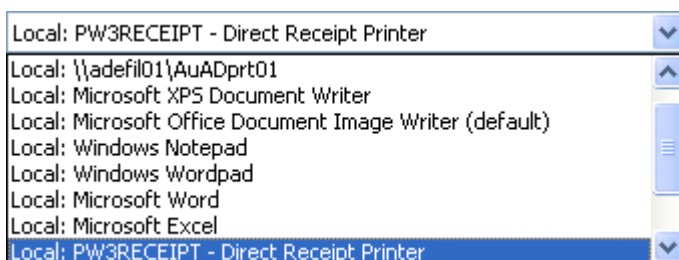 Local: PW3RECEIPT - Direct Receipt Printer
Local: \\adefil01\AuADprt01
Local: Microsoft XPS Document Writer
Local: Microsoft Office Document Image Writer (default)
Local: Windows Notepad
Local: Windows Wordpad
Local: Microsoft Word
Local: Microsoft Excel
Local: PW3RECEIPT - Direct Receipt Printer